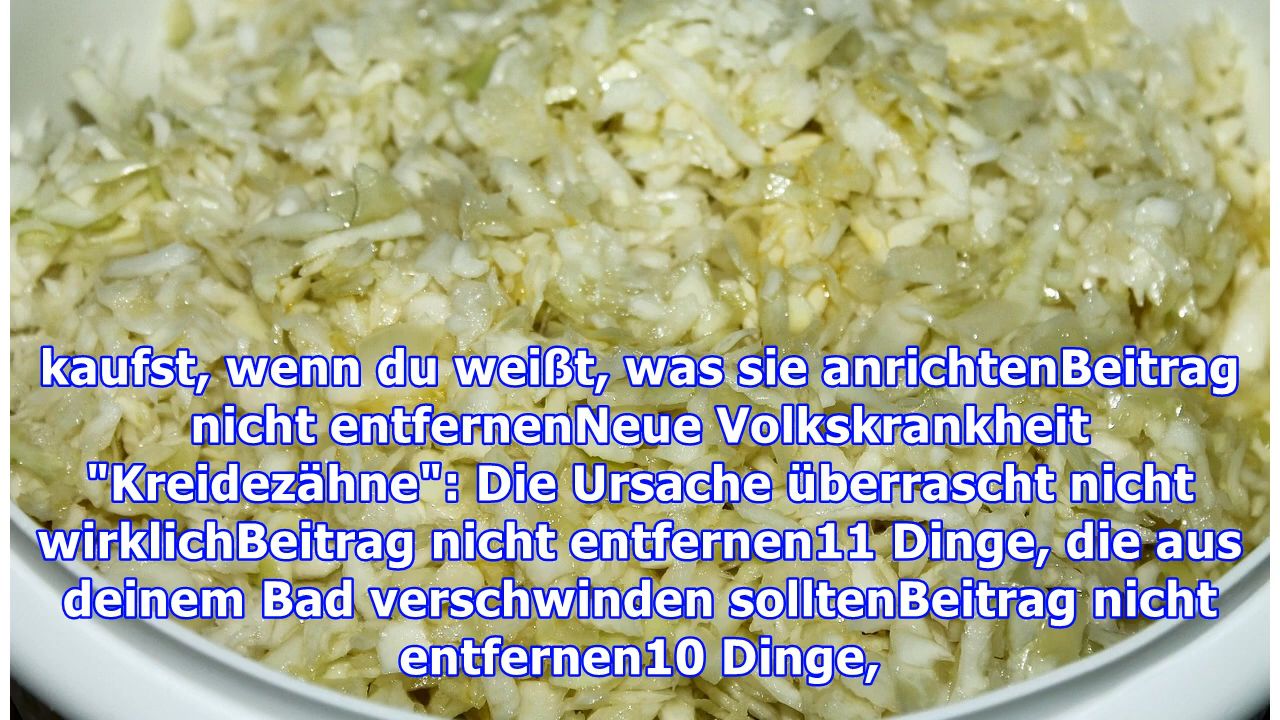 kaufst, wenn du weißt, was sie anrichtenBeitrag
nicht entfernenNeue Volkskrankheit
"Kreidezähne": Die Ursache überrascht nicht
wirklichBeitrag nicht entfernen11 Dinge, die aus
deinem Bad verschwinden solltenBeitrag nicht
entfernen10 Dinge,